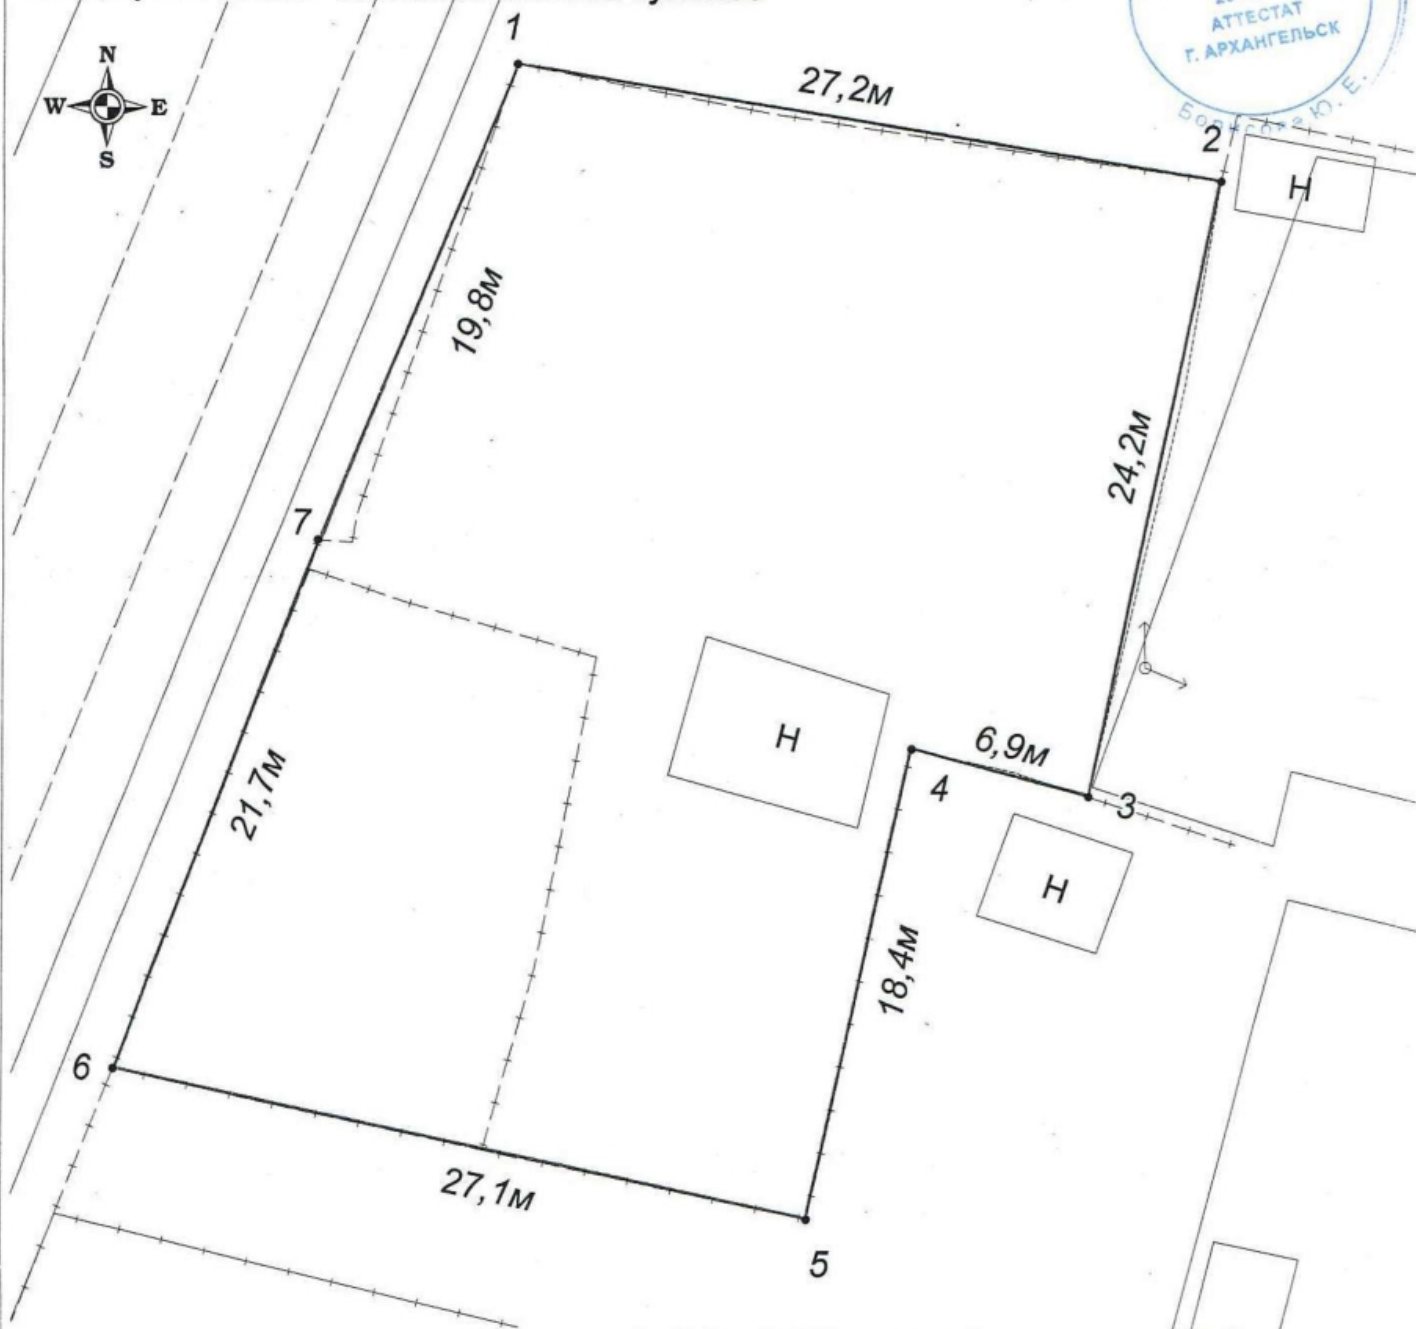 АТТЕСТАТ
Г. АРХАНГЕЛЬСК
Борисова Ю. Е.
N
W E
S
1
27,2м
2
Н
19,8м
24,2м
7
6,9м
Н
4
3
21,7м
Н
18,4м
6
27,1м
5